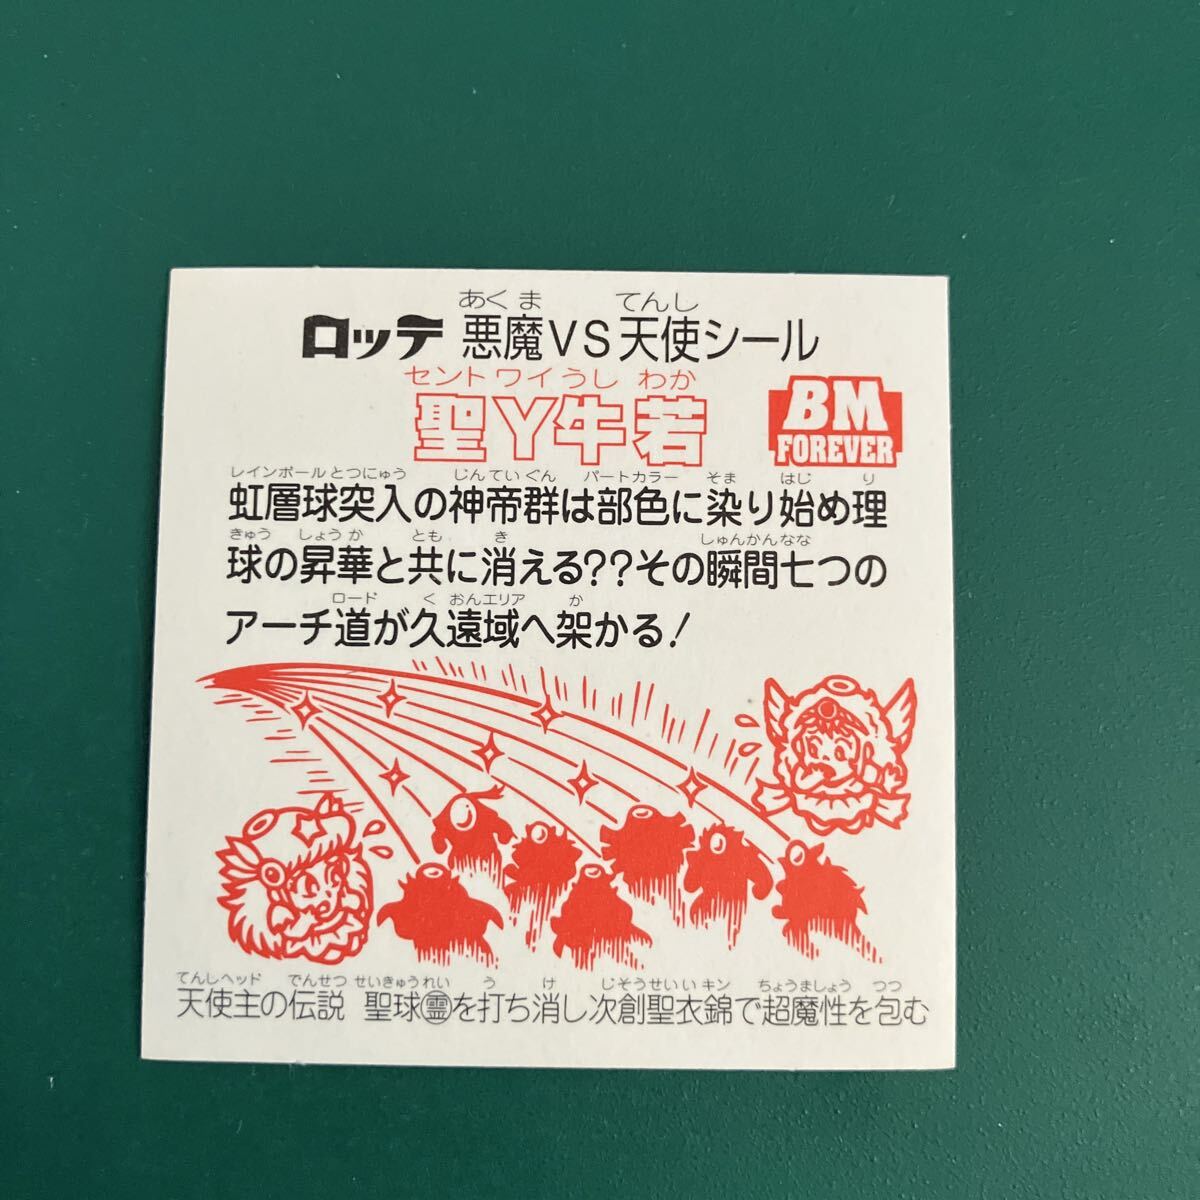 あくま てんし
ロッテ 悪魔VS天使シール
セントワイうしわか
聖Y牛若
BM
FOREVER
レインボールとつにゅう じんていぐん パートカラー そま はじ り
虹層球突入の神帝群は部色に染り始め理
きゅう しょうか とも き しゅんかんなな
球の昇華と共に消える??その瞬間七つの
ロード く おんエリア か
アーチ道が久遠域へ架かる!
てんしヘッド でんせつ せいきゅうれい う け じそうせいいキン ちょうましょう つつ
天使主の伝説 聖球㊝を打ち消し次創聖衣錦で超魔性を包む